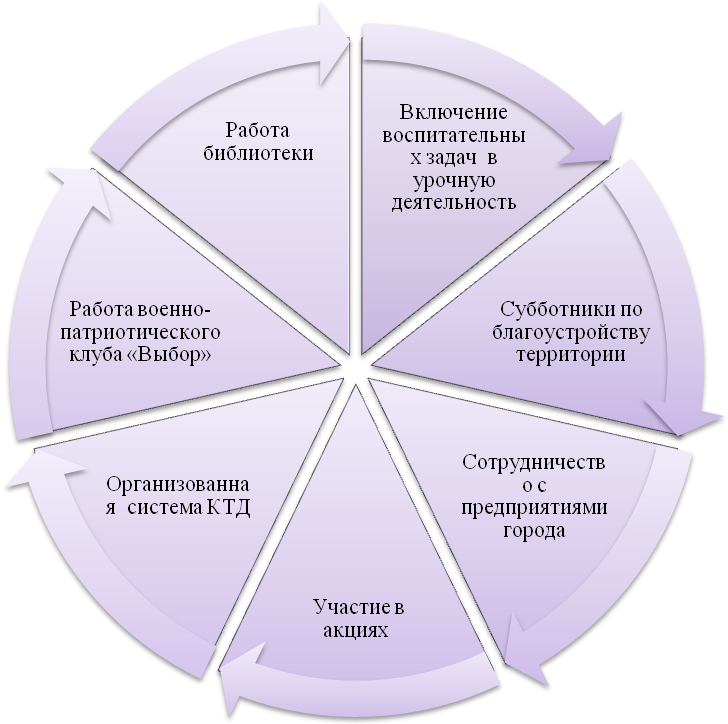 Включение
воспитательны
х задач в
урочную
деятельность
Субботники по
благоустройству
территории
Сотрудничеств
о с
предприятиями
города
Участие в
акциях
Организованна
я система КТД
Работа военно-
патриотического
клуба «Выбор»
Работа
библиотеки